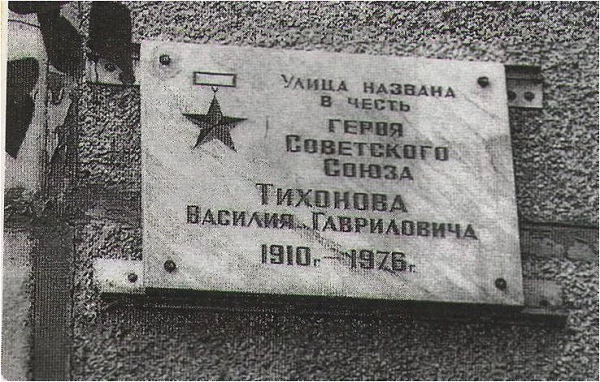 УЛИЦА НАЗВАНА
В ЧЕСТЬ
ГЕРОЯ
СОВЕТСКОГО
СОЮЗА
ТИХОНОВА
ВАСИЛИЯ ГАВРИЛОВИЧА
1910г.—1976г.